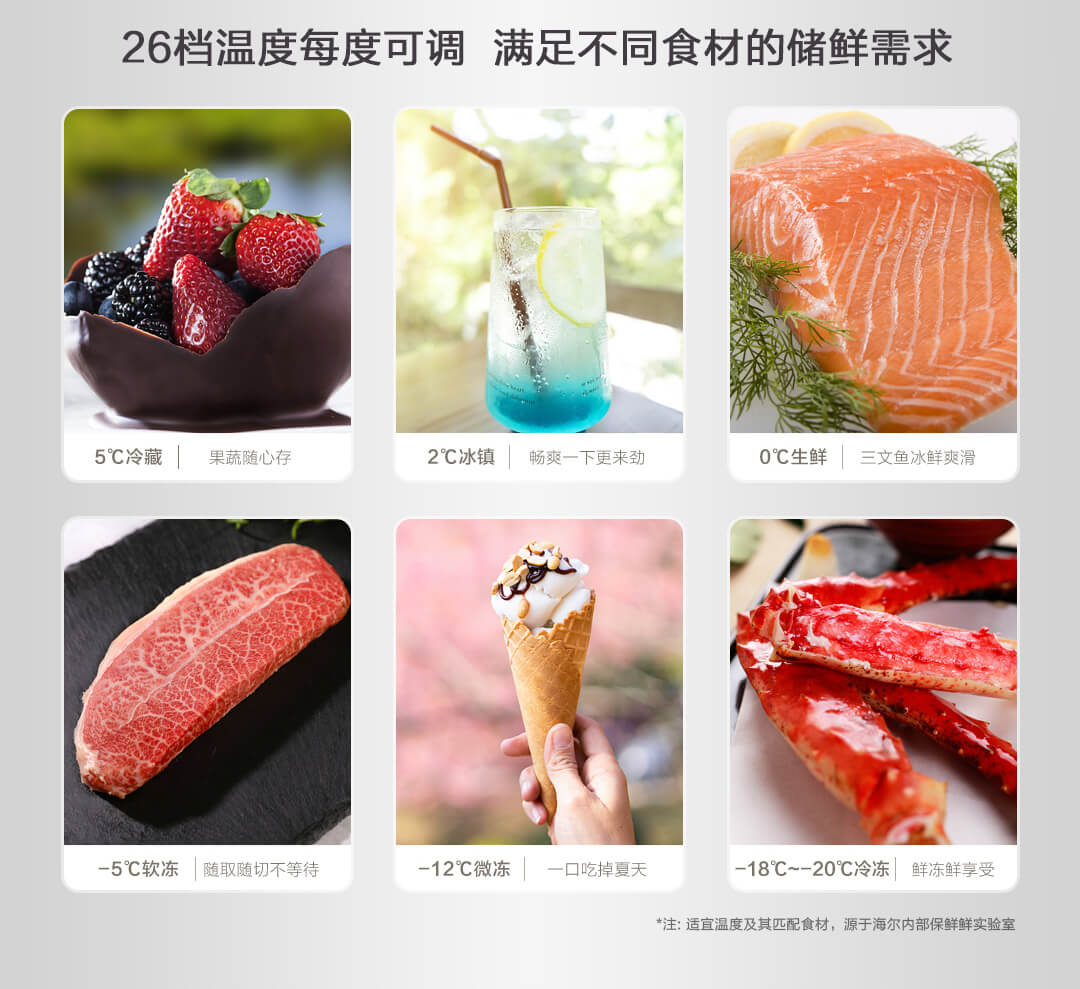 26档温度每度可调 满足不同食材的储鲜需求
5℃冷藏 果蔬随心存
2℃冰镇 畅爽一下更来劲
0℃生鲜 三文鱼冰鲜爽滑
-5℃软冻 随取随切不等待
-12℃微冻 一口吃掉夏天
-18℃~-20℃冷冻 鲜冻鲜享受
*注: 适宜温度及其匹配食材，源于海尔内部保鲜鲜实验室